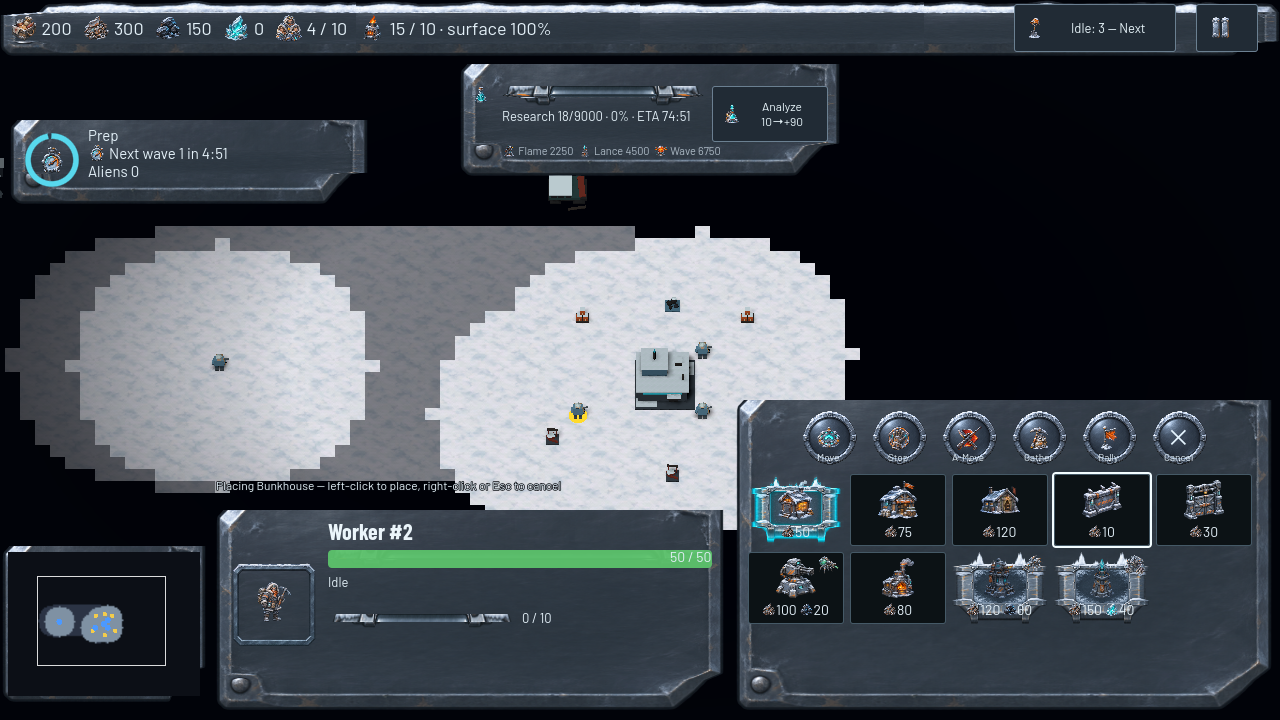 200 300 150 0 4 / 10 15 / 10 · surface 100%
Idle: 3 – Next
Research 18/9000 · 0% · ETA 74:51
Analyze
10→+90
Flame 2250 Lance 4500 Wave 6750
Prep
Next wave 1 in 4:51
Aliens 0
Placing Bunkhouse – left-click to place, right-click or Esc to cancel
Move Stop A-Move Gather Rally Cancel
50 75 120 10 30
100 20 80 120 80 150 40
Worker #2
50 / 50
Idle
0 / 10